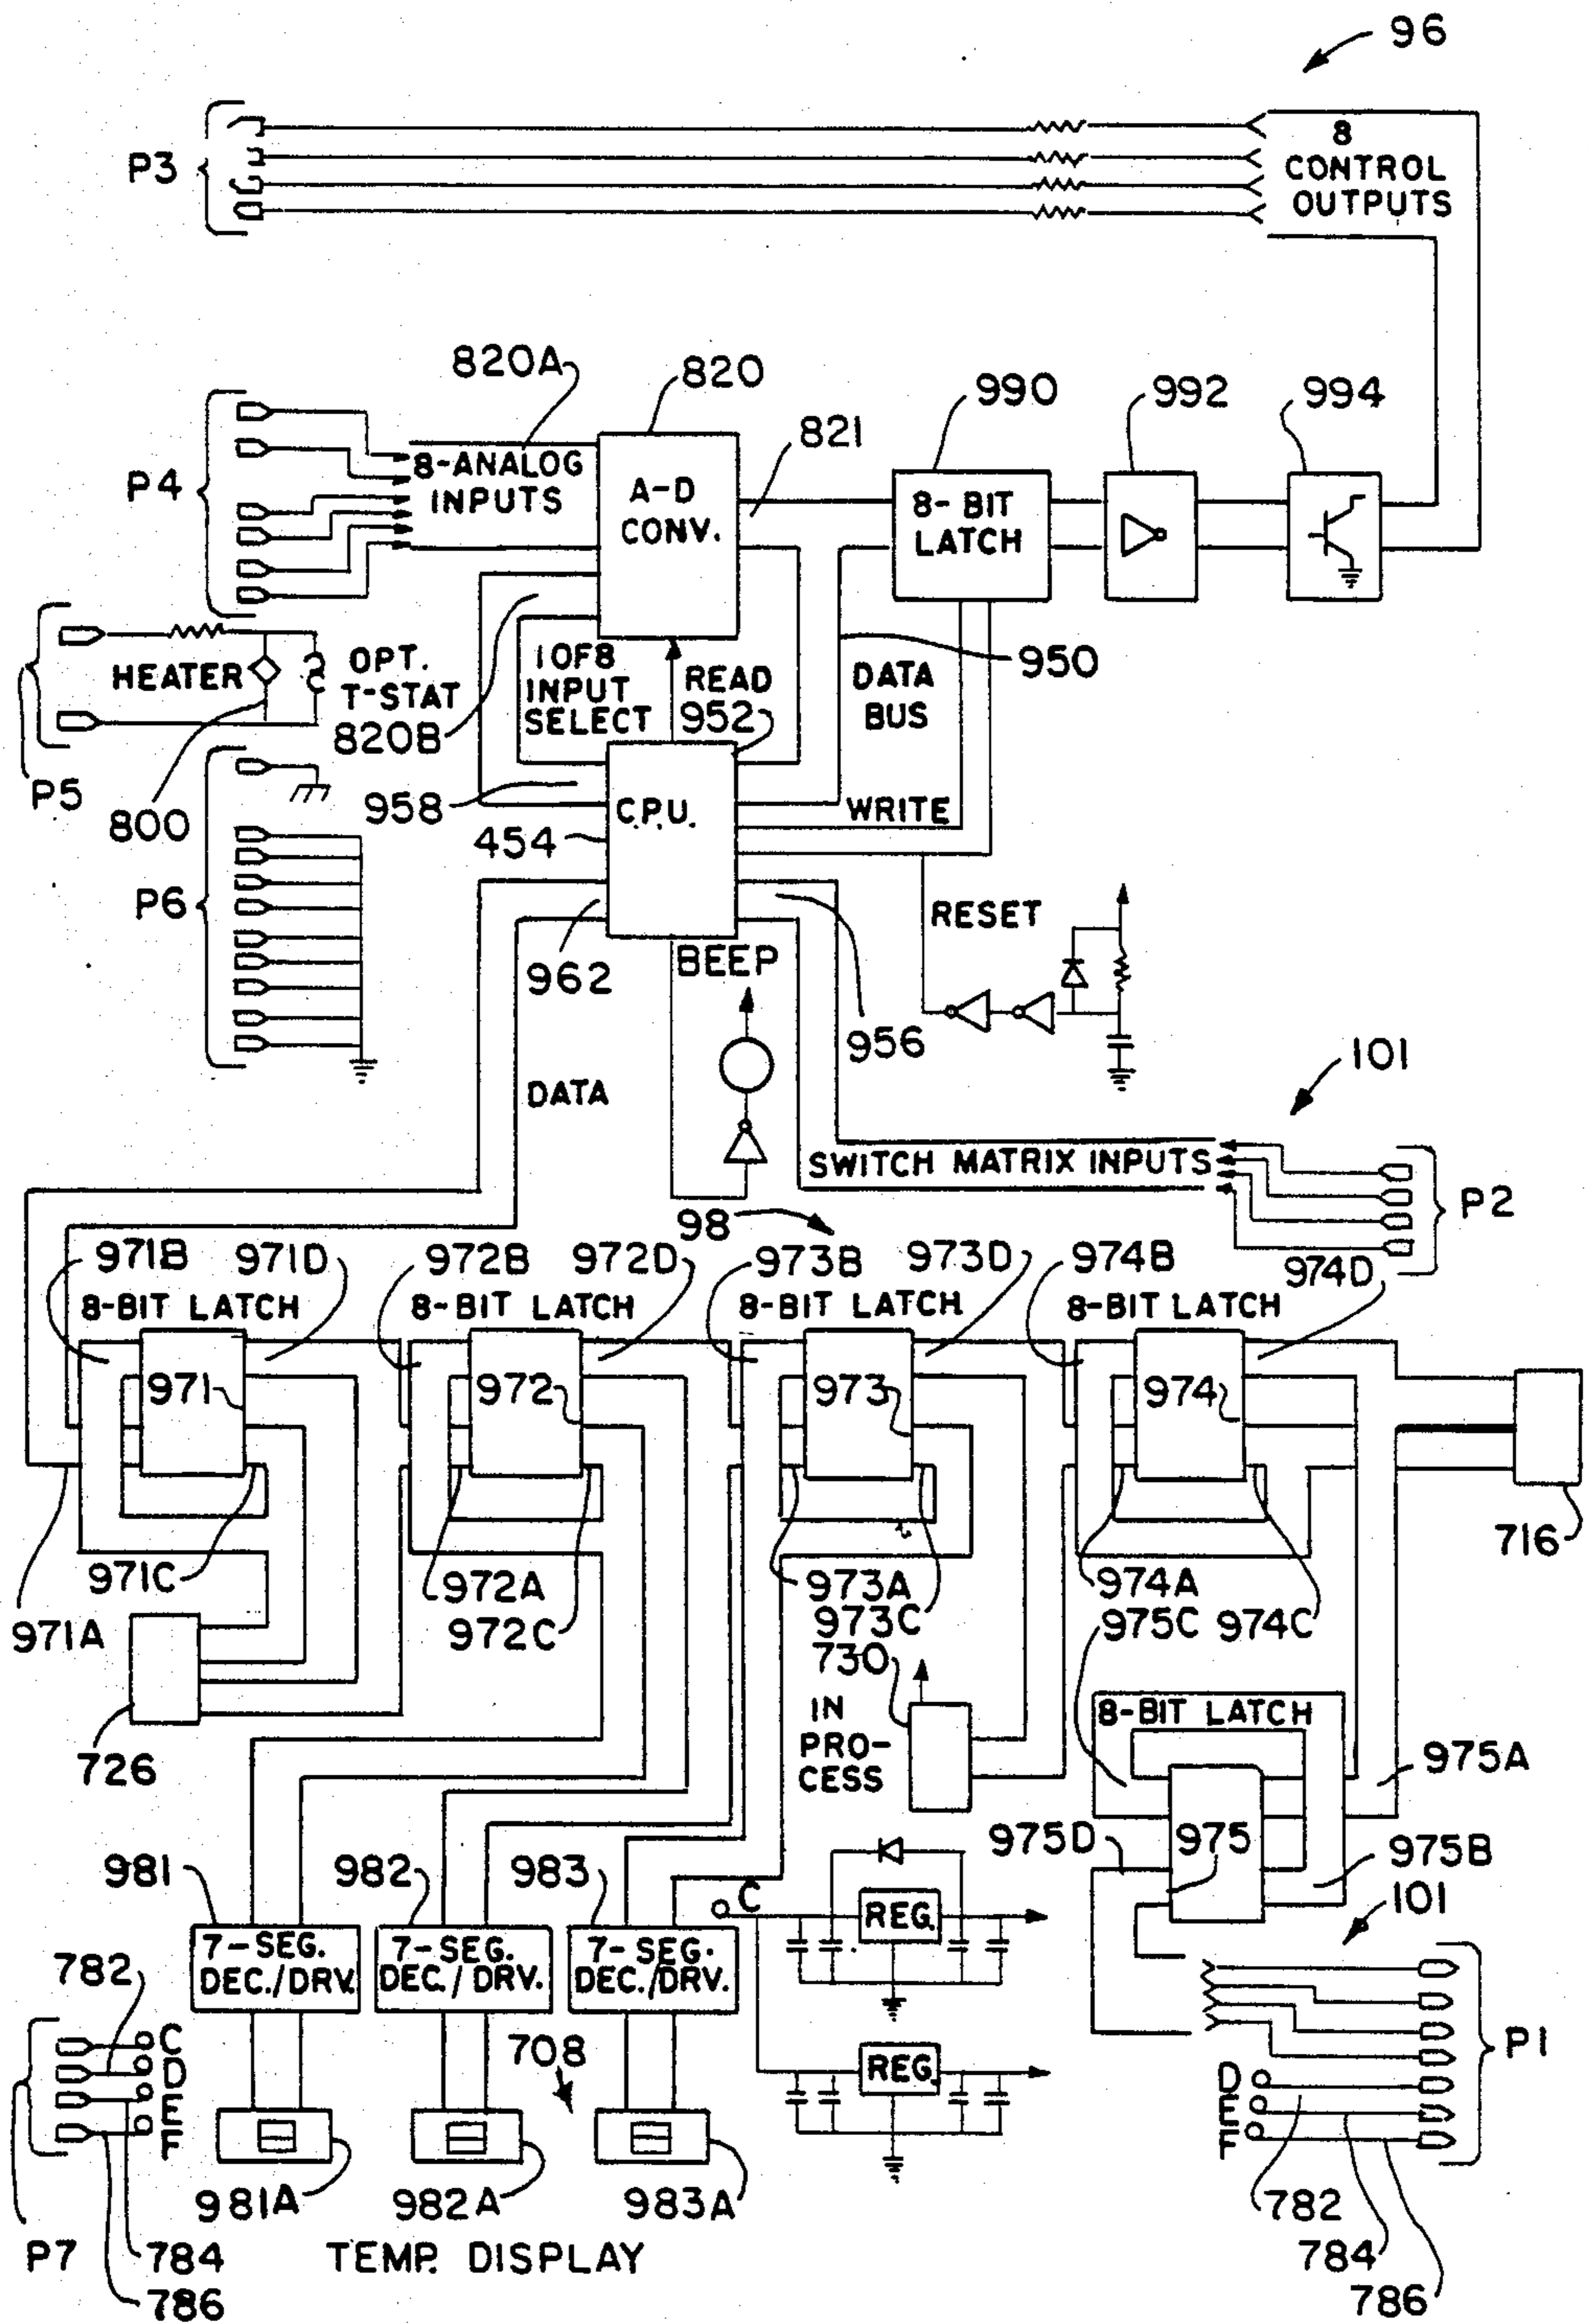 96
P3
8
CONTROL
OUTPUTS
820A
820
990
992
994
821
P4
8-ANALOG
INPUTS
A-D
CONV.
8-BIT
LATCH
HEATER
OPT.
T-STAT
1 OF 8
INPUT
SELECT
READ
952
DATA
BUS
950
820B
P5
800
958
C.P.U.
WRITE
454
P6
962
BEEP
RESET
956
DATA
101
SWITCH MATRIX INPUTS
P2
98
971B
971D
972B
972D
973B
973D
974B
974D
8-BIT LATCH
8-BIT LATCH
8-BIT LATCH
8-BIT LATCH
971
972
973
974
716
971C
972A
973A
974A
971A
972C
973C
975C
974C
730
726
IN
PRO-
CESS
8-BIT LATCH
975A
975D
975
975B
981
982
983
C
REG.
101
7-SEG.
DEC./DRV.
7-SEG.
DEC./DRV.
7-SEG.
DEC./DRV.
782
C
D
E
F
708
REG.
P1
D
E
F
981A
982A
983A
782
P7
784
786
TEMP. DISPLAY
784
786